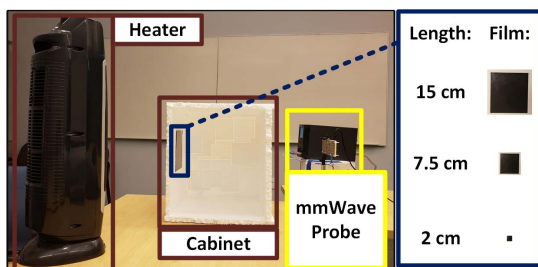 Heater
Cabinet
mmWave
Probe
Length: Film:
15 cm
7.5 cm
2 cm